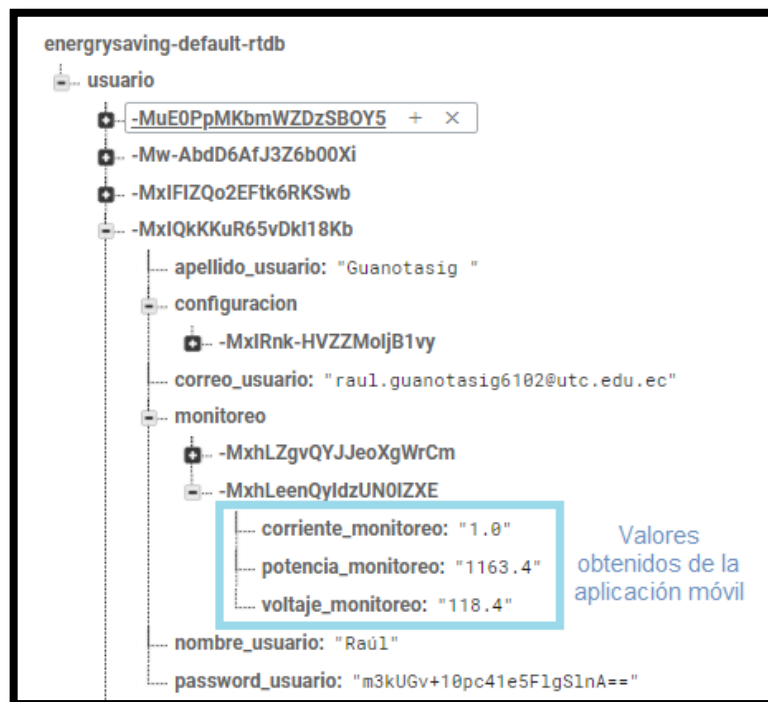 energrysaving-default-rtdb
usuario
-MuE0PpMKbmWZDzSBOY5 + ×
-Mw-AbdD6AfJ3Z6b00Xi
-MxIFIZQo2EFtk6RKSwb
-MxIQkKKuR65vDkI18Kb
apellido_usuario: "Guanotasig "
configuracion
-MxIRnk-HVZZMoIjB1vy
correo_usuario: "raul.guanotasig6102@utc.edu.ec"
monitoreo
-MxhLZgvQYJJeoXgWrCm
-MxhLeenQyIdzUN0IZXE
corriente_monitoreo: "1.0"
potencia_monitoreo: "1163.4"
voltaje_monitoreo: "118.4"
Valores
obtenidos de la
aplicación móvil
nombre_usuario: "Raúl"
password_usuario: "m3kUGv+10pc41e5FlgSlnA=="